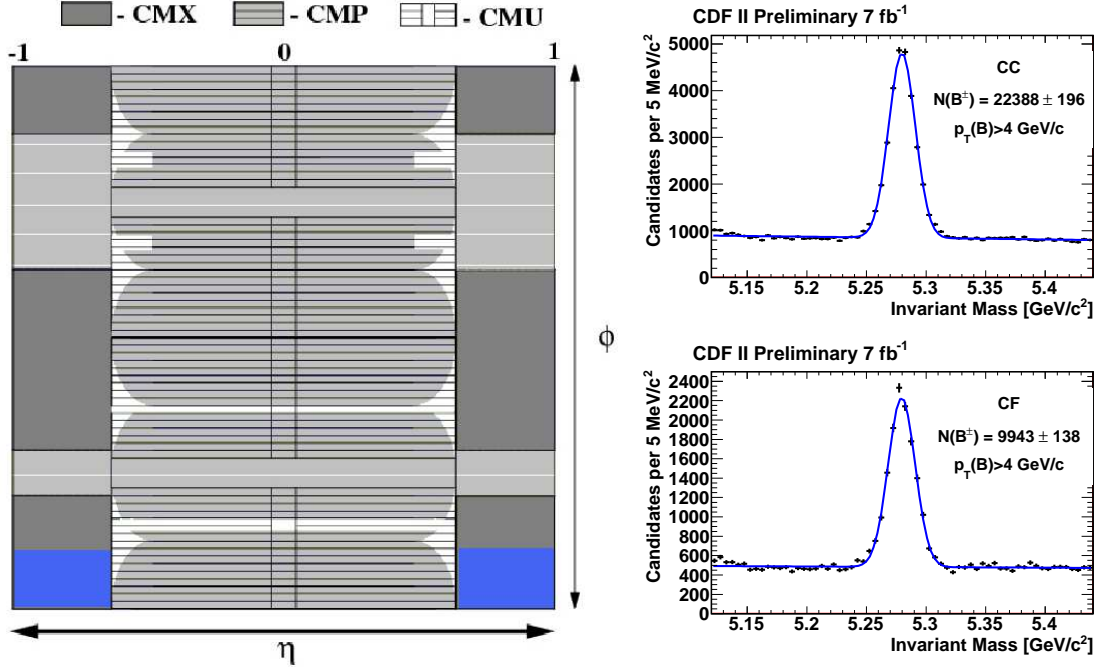 - CMX - CMP - CMU
-1 0 1
ϕ
η
CDF II Preliminary 7 fb⁻¹
Candidates per 5 MeV/c²
5000
4000
3000
2000
1000
0
CC
N(B±) = 22388 ± 196
p_T(B)>4 GeV/c
5.15 5.2 5.25 5.3 5.35 5.4
Invariant Mass [GeV/c²]
CDF II Preliminary 7 fb⁻¹
Candidates per 5 MeV/c²
2400
2200
2000
1800
1600
1400
1200
1000
800
600
400
200
0
CF
N(B±) = 9943 ± 138
p_T(B)>4 GeV/c
5.15 5.2 5.25 5.3 5.35 5.4
Invariant Mass [GeV/c²]